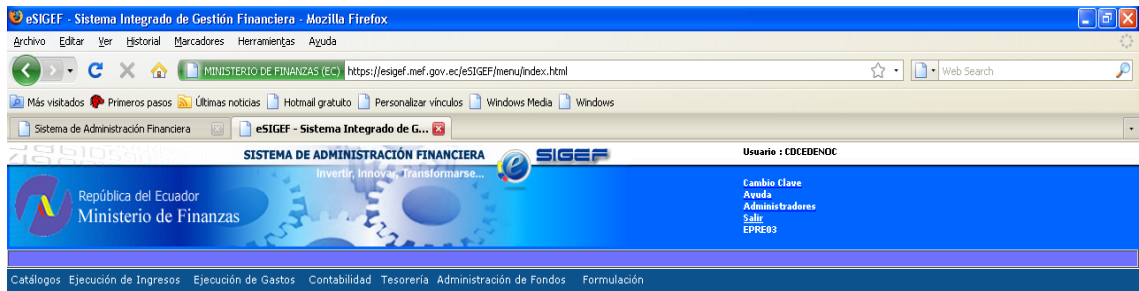 eSIGEF - Sistema Integrado de Gestión Financiera - Mozilla Firefox
Archivo Editar Ver Historial Marcadores Herramientas Ayuda
MINISTERIO DE FINANZAS (EC) https://esigef.mef.gov.ec/eSIGEF/menu/index.html Web Search
Más visitados Primeros pasos Últimas noticias Hotmail gratuito Personalizar vínculos Windows Media Windows
Sistema de Administración Financiera eSIGEF - Sistema Integrado de G...
SISTEMA DE ADMINISTRACIÓN FINANCIERA e SIGEF Usuario : CDCEDENOC
Invertir, Innovar, Transformarse...
República del Ecuador
Ministerio de Finanzas
Cambio Clave
Ayuda
Administradores
Salir
EPRE03
Catálogos Ejecución de Ingresos Ejecución de Gastos Contabilidad Tesorería Administración de Fondos Formulación